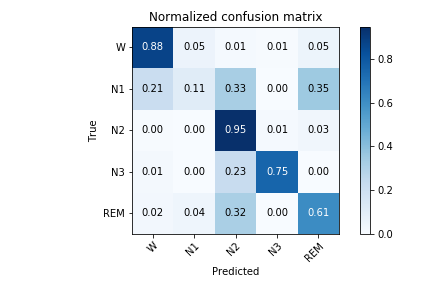 Normalized confusion matrix
True
W 0.88 0.05 0.01 0.01 0.05
N1 0.21 0.11 0.33 0.00 0.35
N2 0.00 0.00 0.95 0.01 0.03
N3 0.01 0.00 0.23 0.75 0.00
REM 0.02 0.04 0.32 0.00 0.61
W N1 N2 N3 REM
Predicted
0.8
0.6
0.4
0.2
0.0